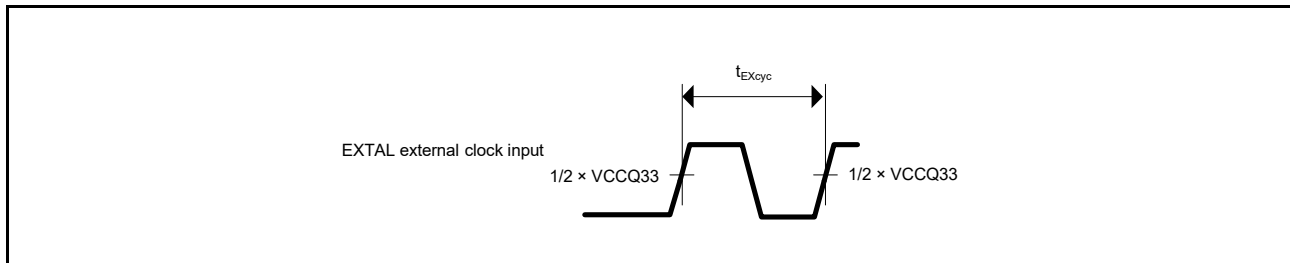 tEXcyc
EXTAL external clock input
1/2 × VCCQ33
1/2 × VCCQ33